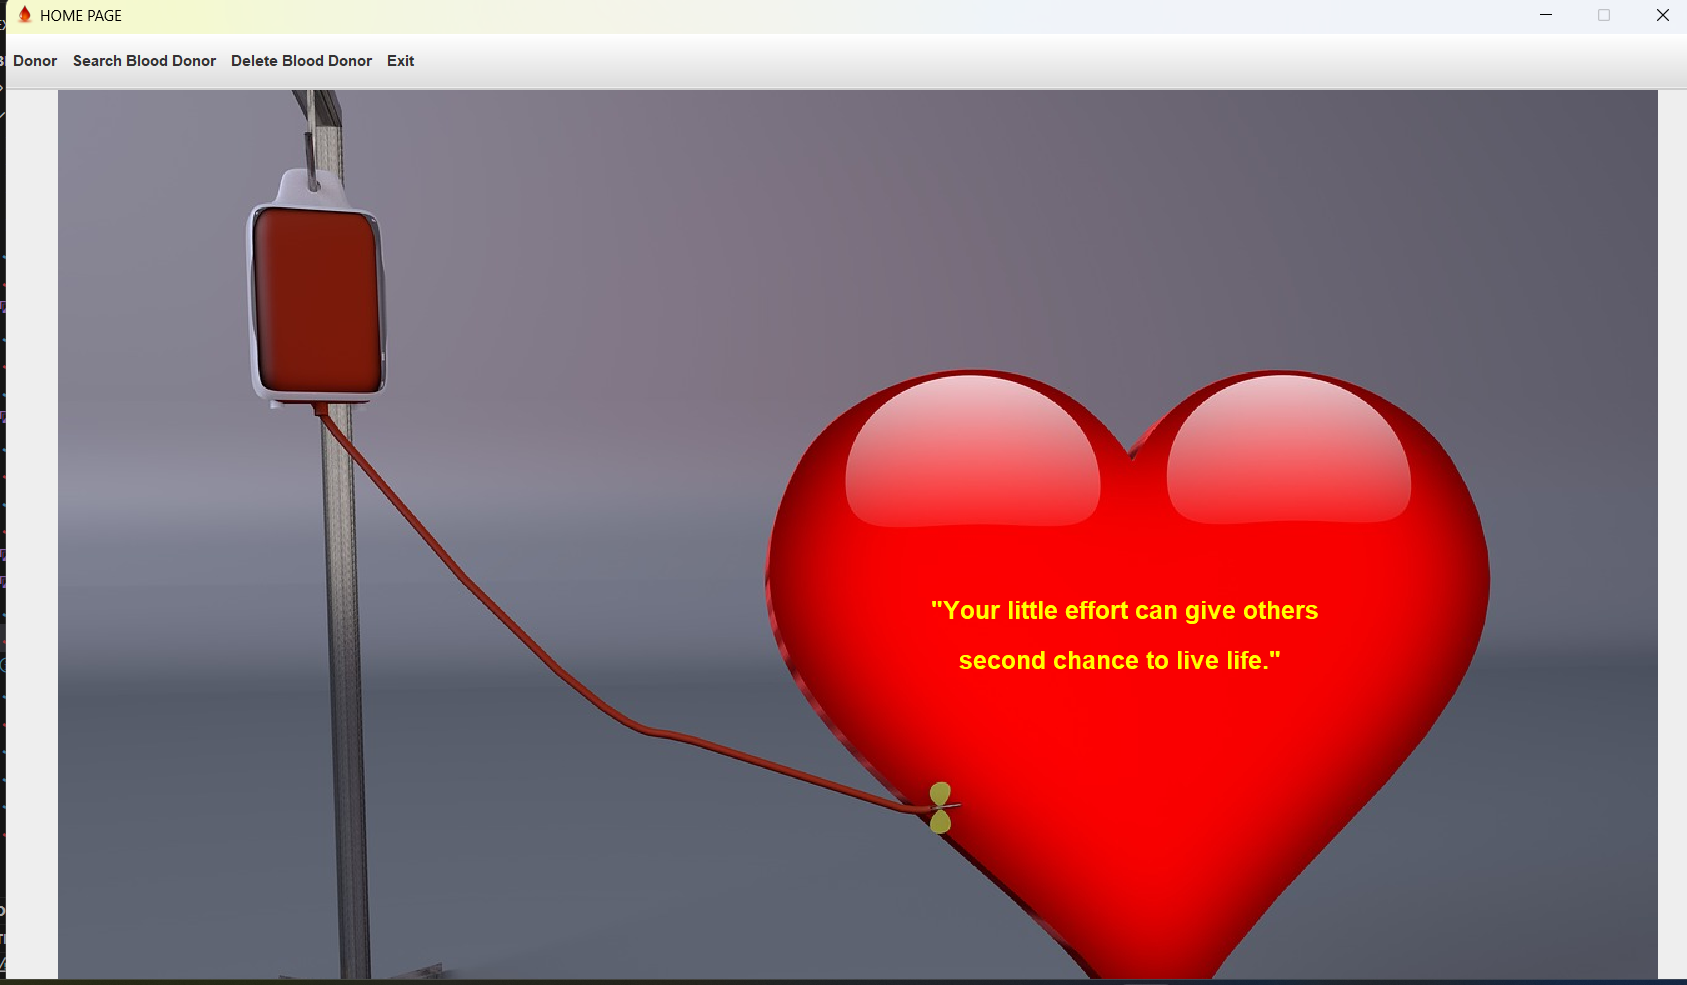 HOME PAGE
Donor Search Blood Donor Delete Blood Donor Exit
"Your little effort can give others
second chance to live life."